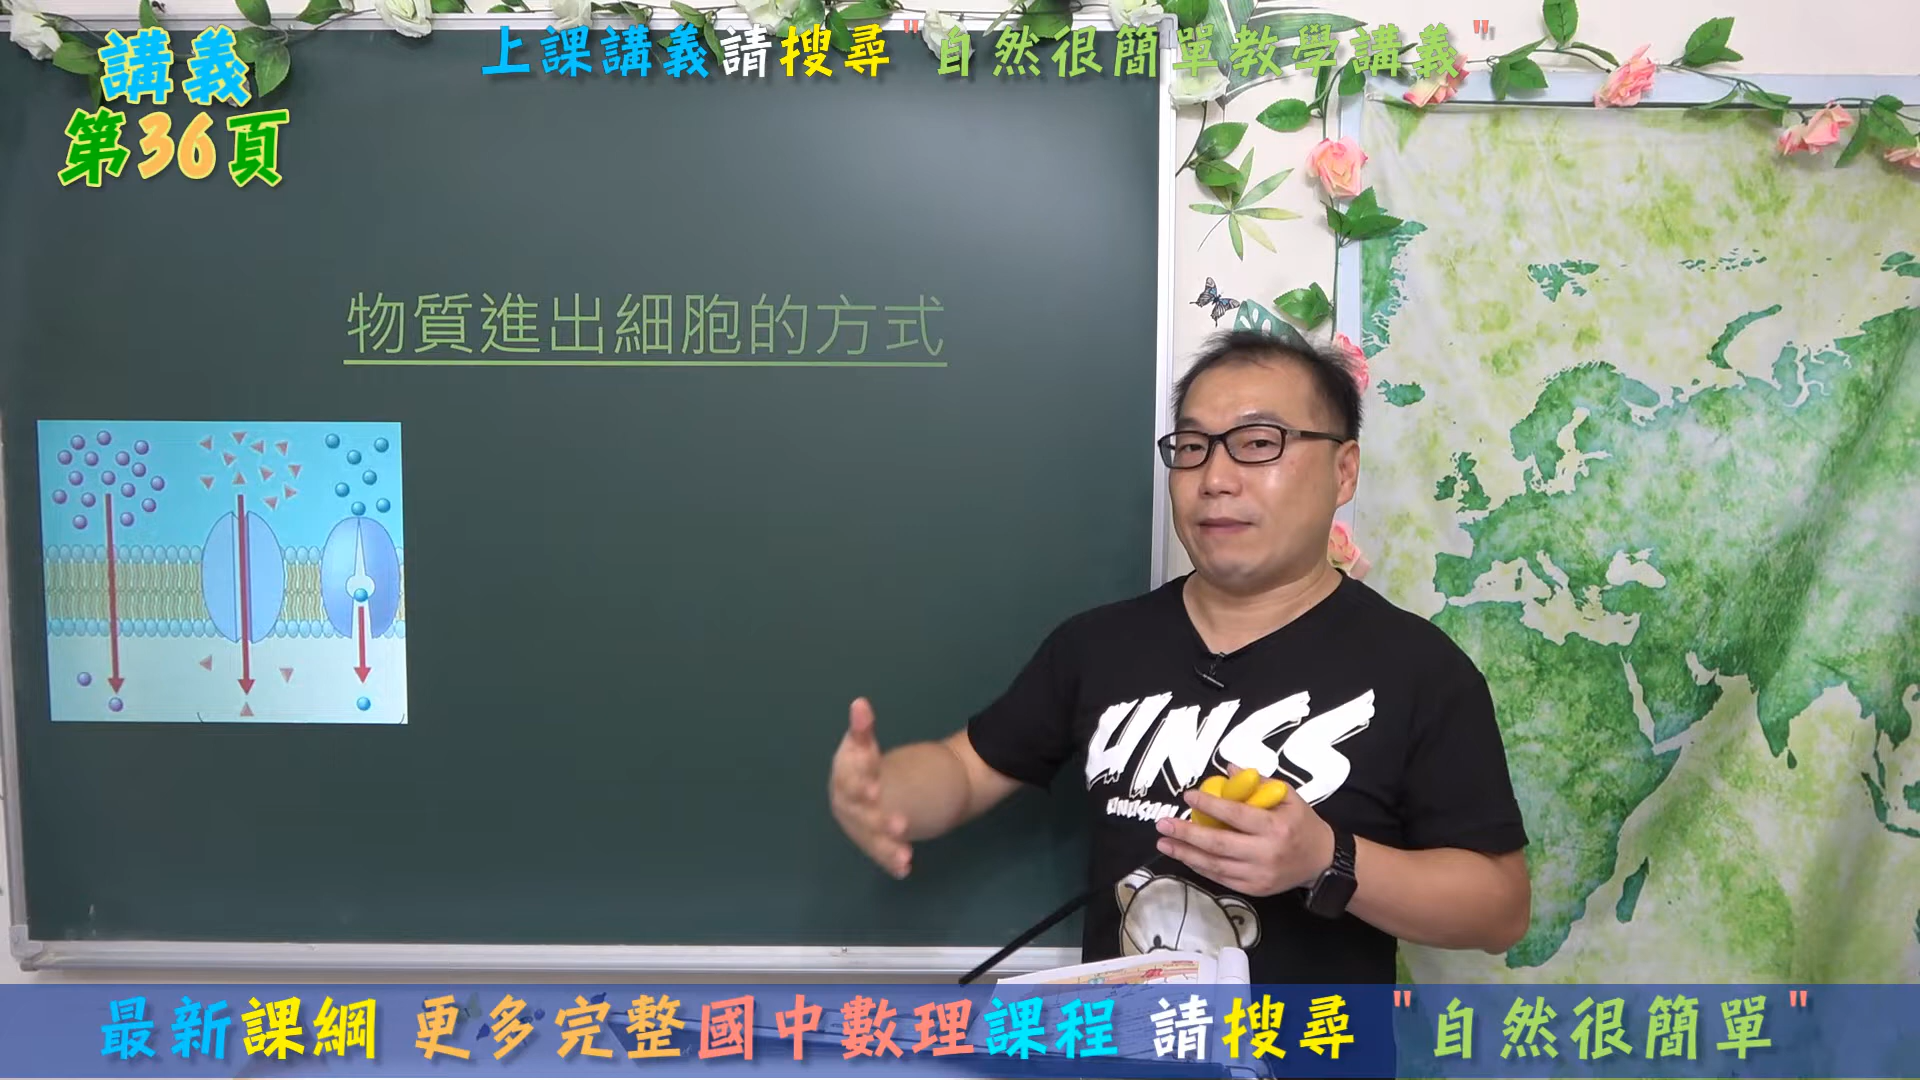 講義
第36頁
上課講義請搜尋"自然很簡單教學講義"
物質進出細胞的方式
UNSS
最新課綱 更多完整國中數理課程 請搜尋 "自然很簡單"